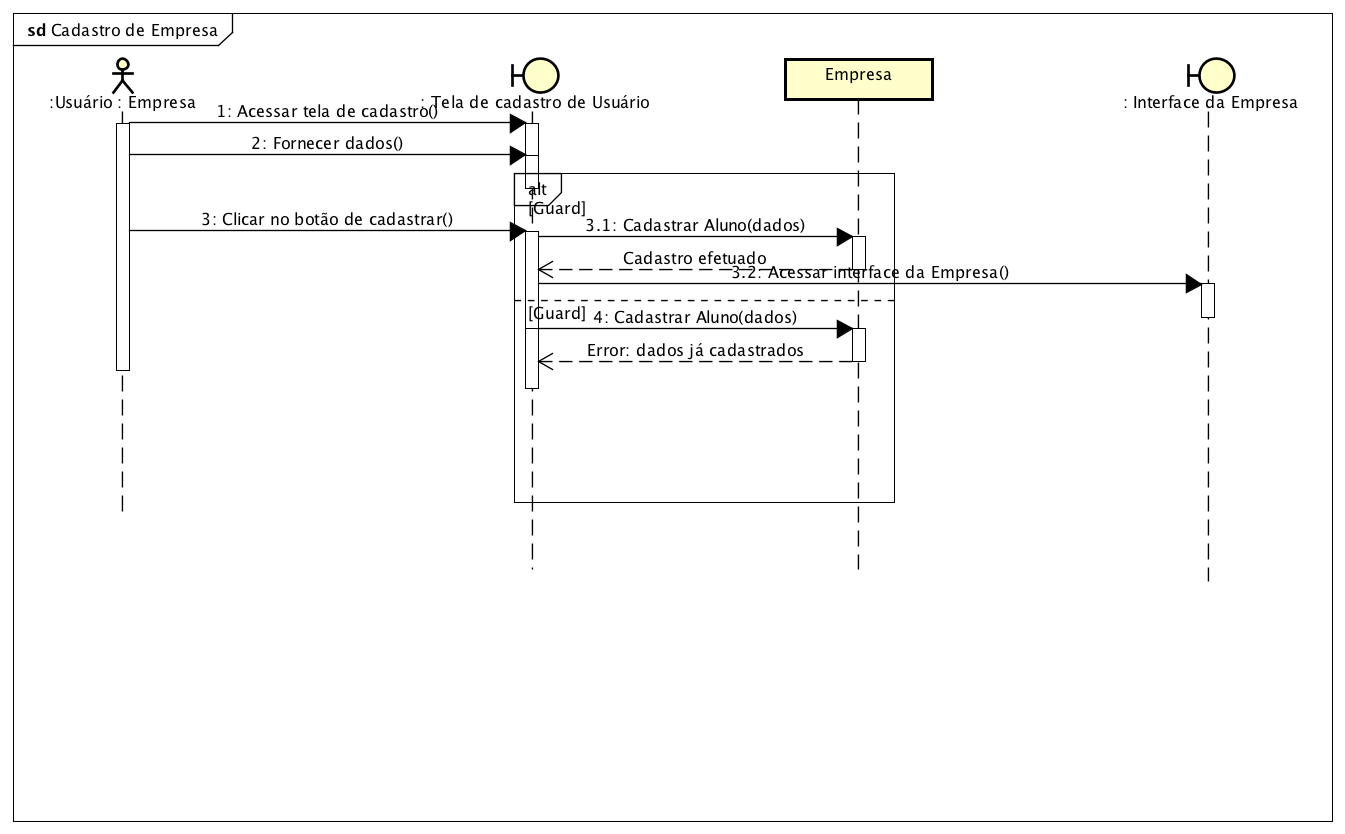 sd Cadastro de Empresa
Empresa
:Usuário : Empresa
: Tela de cadastro de Usuário
: Interface da Empresa
1: Acessar tela de cadastro()
2: Fornecer dados()
alt
[Guard]
3: Clicar no botão de cadastrar()
3.1: Cadastrar Aluno(dados)
Cadastro efetuado
3.2: Acessar interface da Empresa()
[Guard]
4: Cadastrar Aluno(dados)
Error: dados já cadastrados